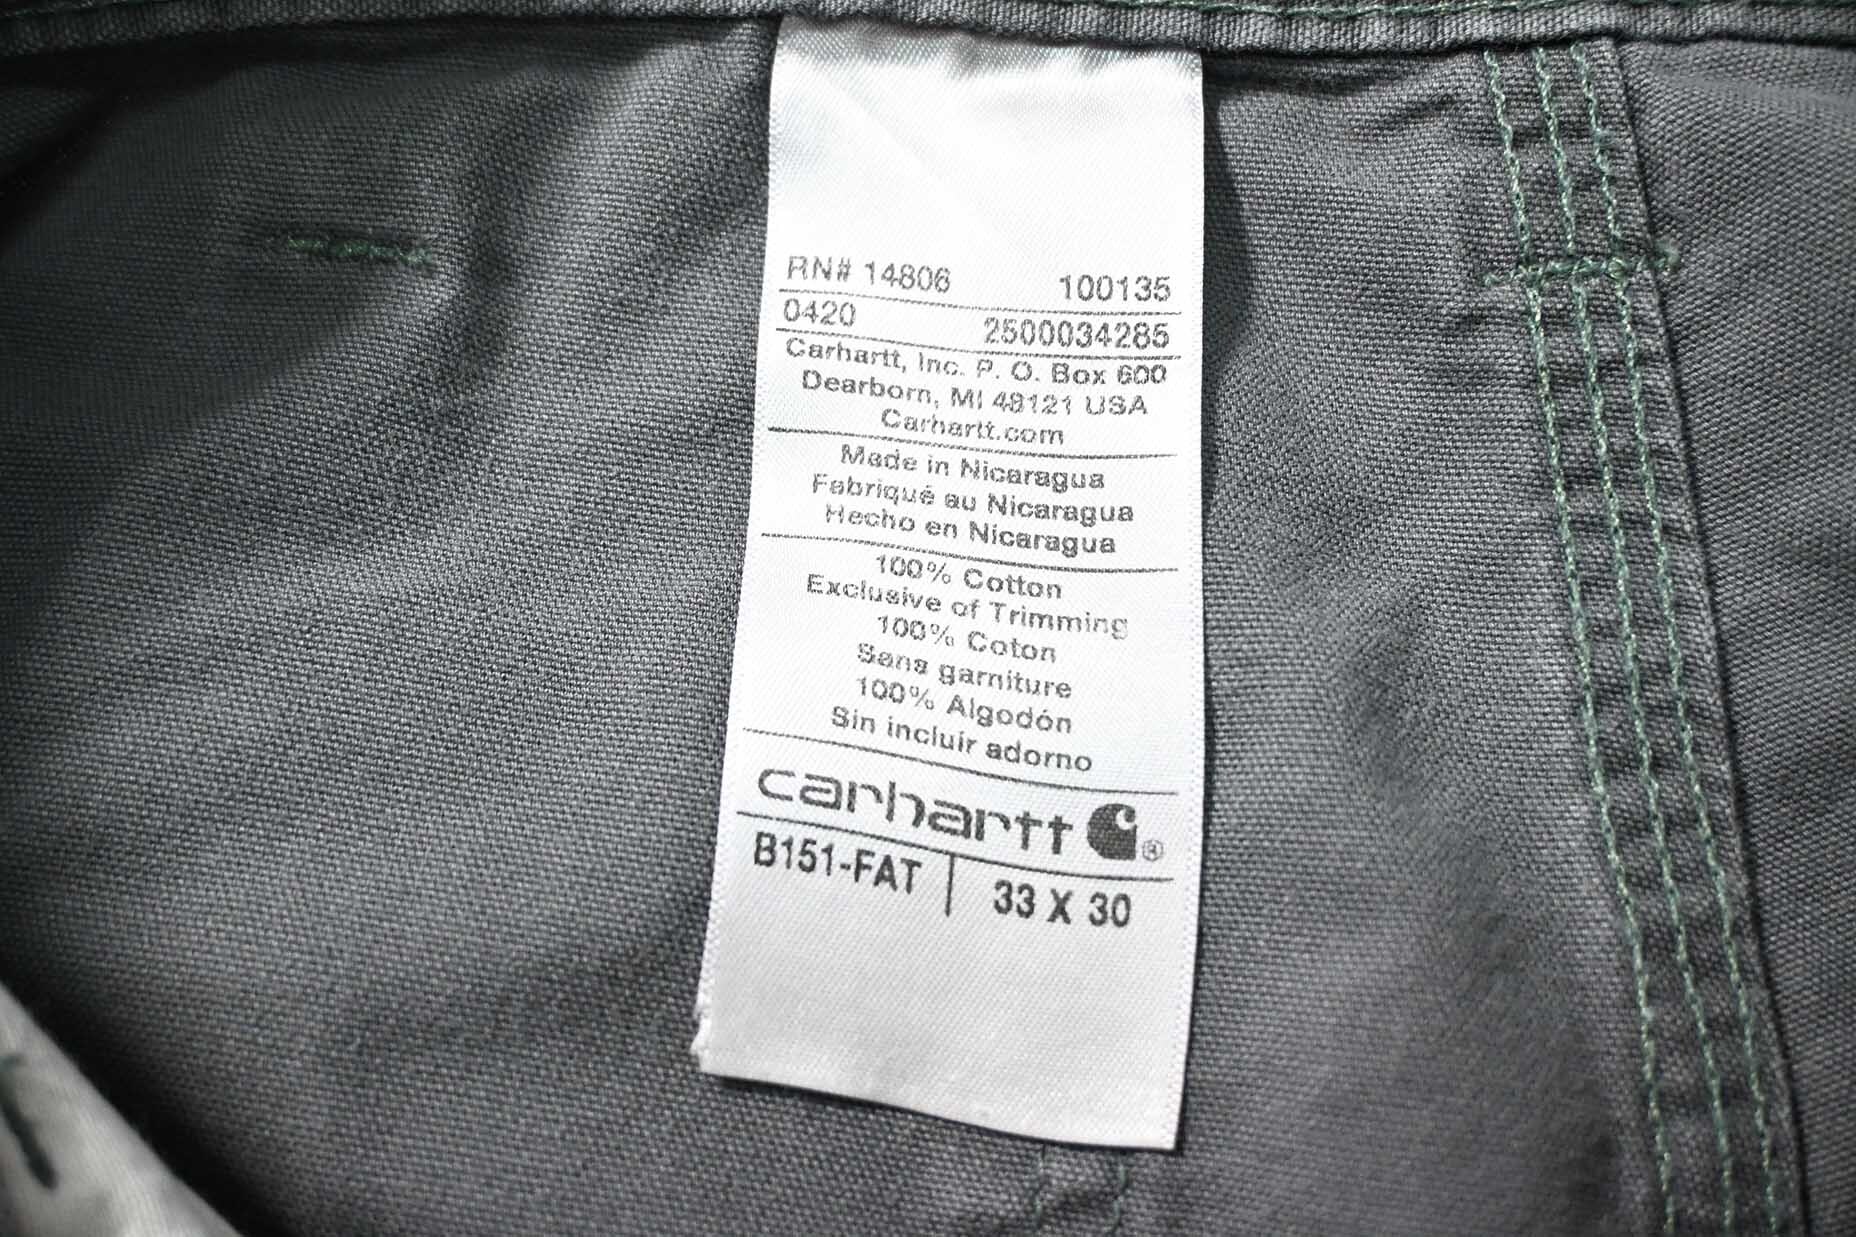 RN# 14806 100135
0420 2500034285
Carhartt, Inc. P. O. Box 600
Dearborn, MI 48121 USA
Carhartt.com
Made in Nicaragua
Fabriqué au Nicaragua
Hecho en Nicaragua
100% Cotton
Exclusive of Trimming
100% Coton
Sans garniture
100% Algodón
Sin incluir adorno
carhartt ®
B151-FAT 33 X 30